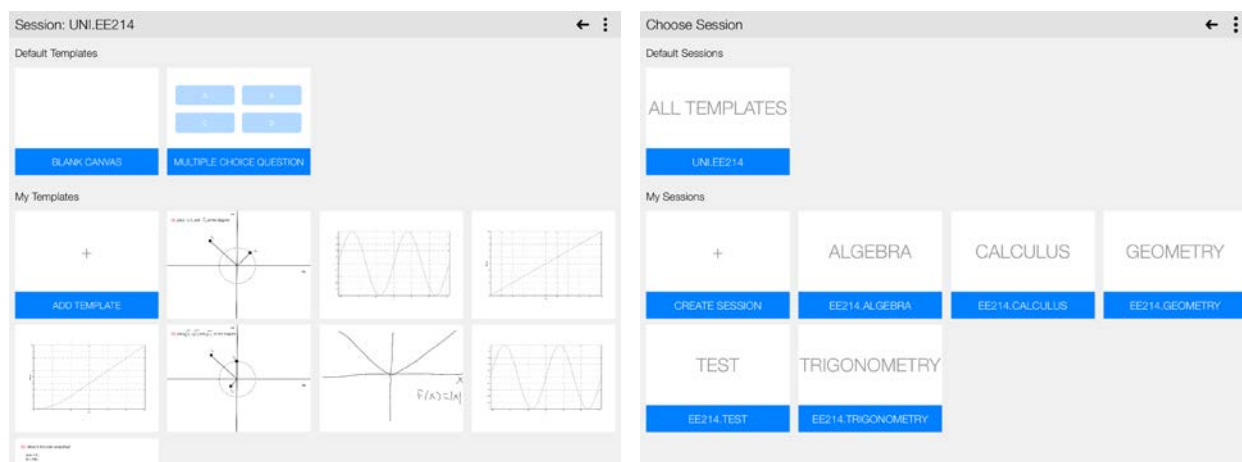 Session: UNI.EE214
Default Templates
A B
C D
BLANK CANVAS MULTIPLE CHOICE QUESTION
My Templates
+
ADD TEMPLATE
F(x)=|x|
Choose Session
Default Sessions
ALL TEMPLATES
UNI.EE214
My Sessions
+ ALGEBRA CALCULUS GEOMETRY
CREATE SESSION EE214.ALGEBRA EE214.CALCULUS EE214.GEOMETRY
TEST TRIGONOMETRY
EE214.TEST EE214.TRIGONOMETRY